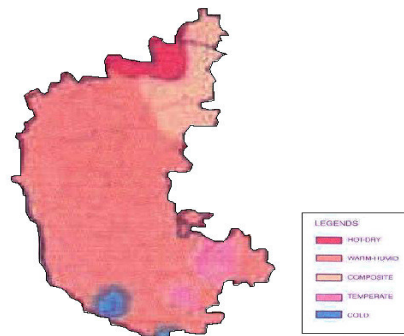 LEGENDS
HOT-DRY
WARM-HUMID
COMPOSITE
TEMPERATE
COLD